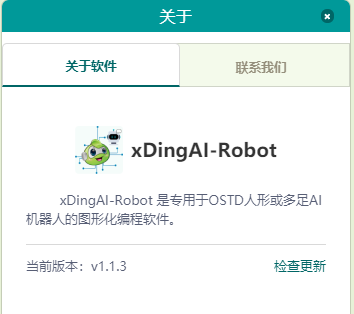 关于
关于软件
联系我们
xDingAI-Robot
xDingAI-Robot 是专用于OSTD人形或多足AI
机器人的图形化编程软件。
当前版本：v1.1.3
检查更新